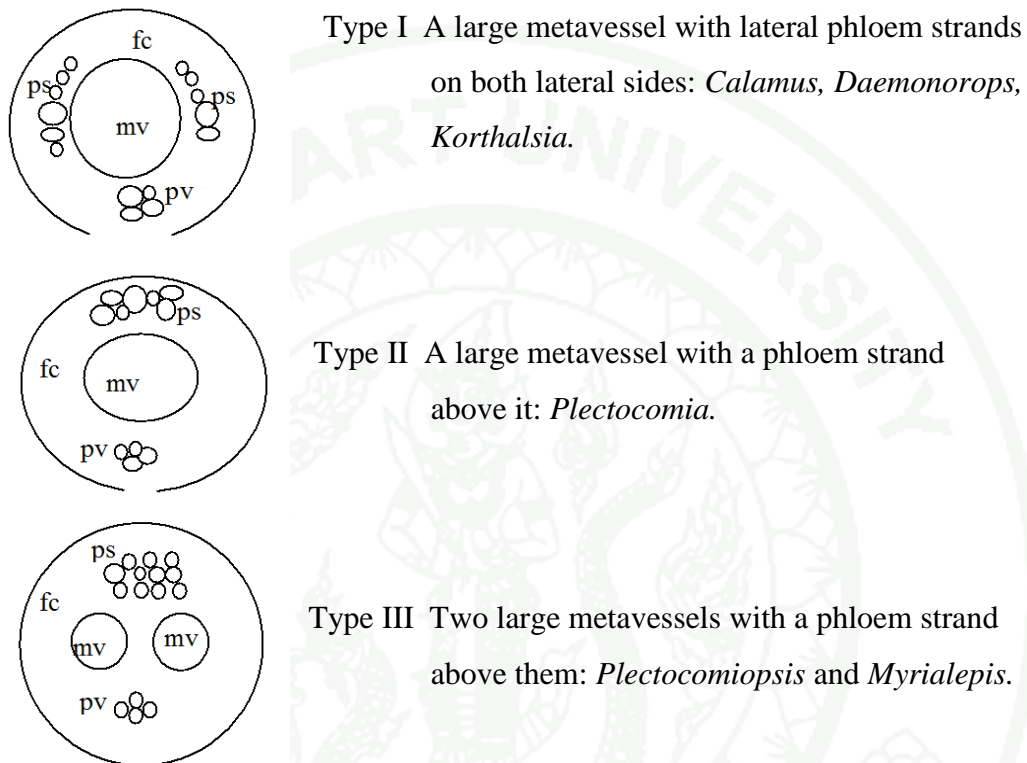 fc
ps
ps
mv
pv
Type I A large metavessel with lateral phloem strands
on both lateral sides: Calamus, Daemonorops,
Korthalsia.
ps
fc
mv
pv
Type II A large metavessel with a phloem strand
above it: Plectocomia.
ps
fc
mv
mv
pv
Type III Two large metavessels with a phloem strand
above them: Plectocomiopsis and Myrialepis.
ART UNIVERSITY